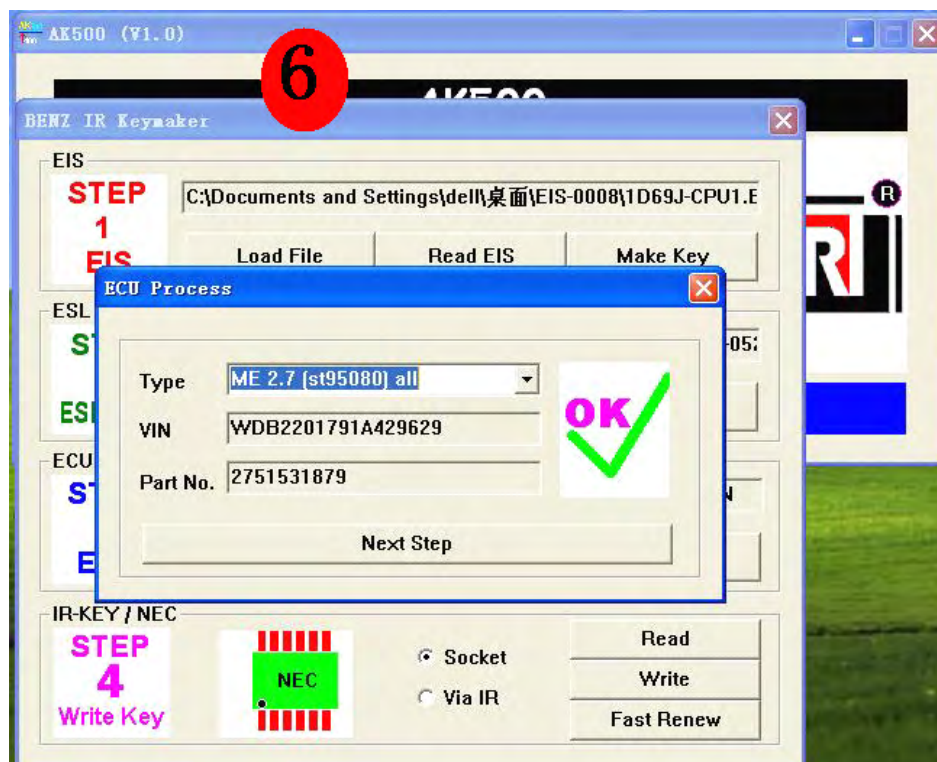 AK500 (V1.0)
6
AK500
BENZ IR Keymaker
EIS
STEP
1
EIS
C:\Documents and Settings\dell\桌面\EIS-0008\1D69J-CPU1.E
Load File
Read EIS
Make Key
ECU Process
ESL
Type
ME 2.7 (st95080) all
VIN
WDB2201791A429629
Part No.
2751531879
OK
Next Step
ECU
IR-KEY / NEC
STEP
4
Write Key
NEC
Socket
Via IR
Read
Write
Fast Renew
®